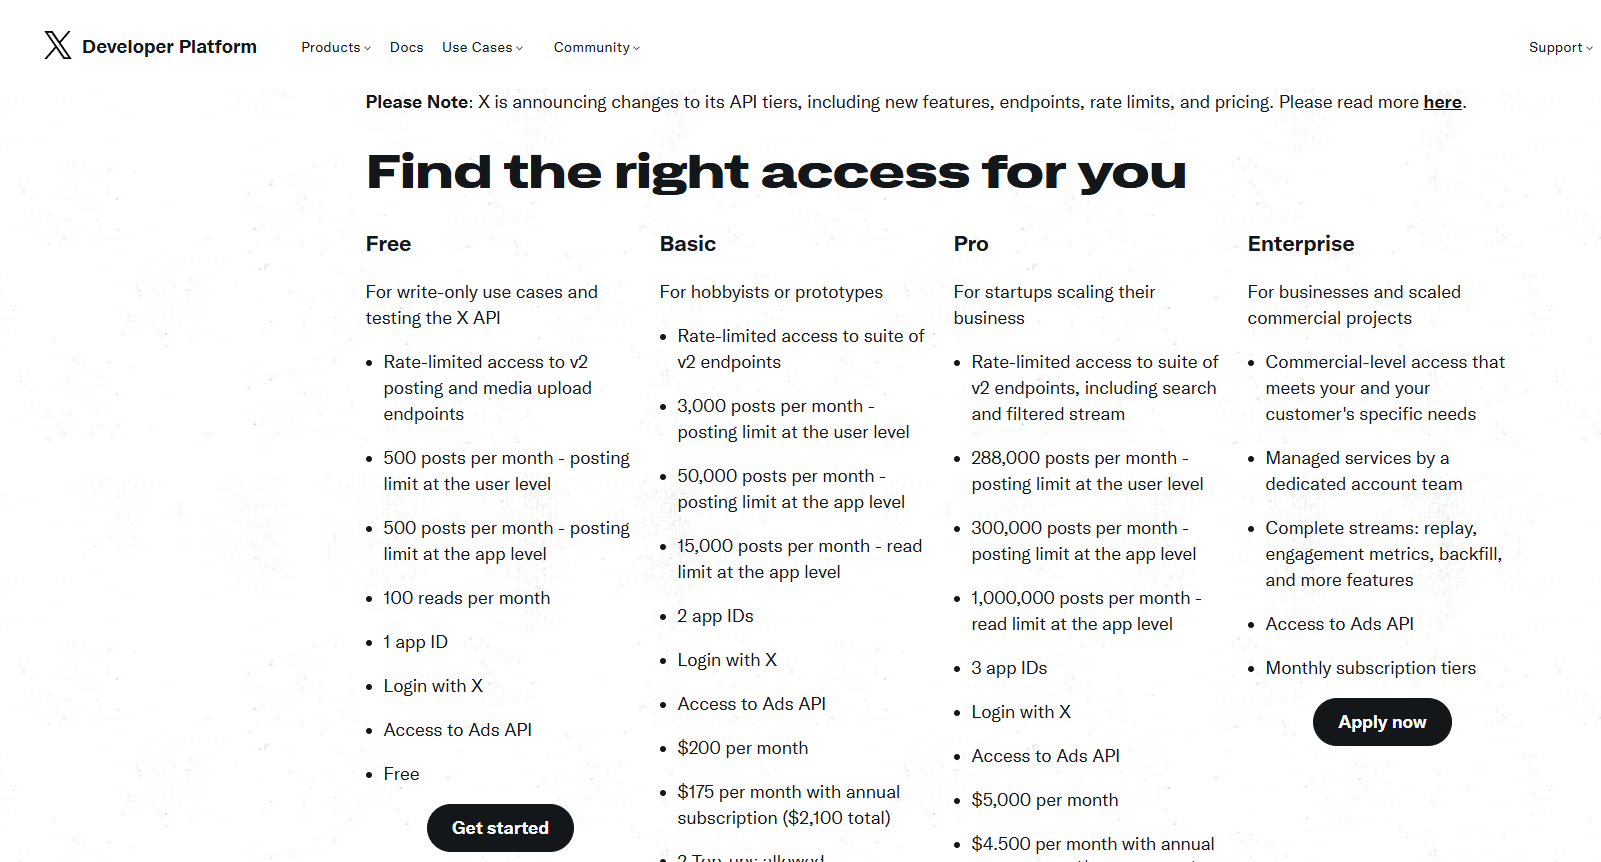 Developer Platform
Products
Docs
Use Cases
Community
Support
Please Note: X is announcing changes to its API tiers, including new features, endpoints, rate limits, and pricing. Please read more here.
Find the right access for you
Free
For write-only use cases and
testing the X API
Rate-limited access to v2
posting and media upload
endpoints
500 posts per month - posting
limit at the user level
500 posts per month - posting
limit at the app level
100 reads per month
1 app ID
Login with X
Access to Ads API
Free
Get started
Basic
For hobbyists or prototypes
Rate-limited access to suite of
v2 endpoints
3,000 posts per month -
posting limit at the user level
50,000 posts per month -
posting limit at the app level
15,000 posts per month - read
limit at the app level
2 app IDs
Login with X
Access to Ads API
$200 per month
$175 per month with annual
subscription ($2,100 total)
Pro
For startups scaling their
business
Rate-limited access to suite of
v2 endpoints, including search
and filtered stream
288,000 posts per month -
posting limit at the user level
300,000 posts per month -
posting limit at the app level
1,000,000 posts per month -
read limit at the app level
3 app IDs
Login with X
Access to Ads API
$5,000 per month
$4.500 per month with annual
Enterprise
For businesses and scaled
commercial projects
Commercial-level access that
meets your and your
customer's specific needs
Managed services by a
dedicated account team
Complete streams: replay,
engagement metrics, backfill,
and more features
Access to Ads API
Monthly subscription tiers
Apply now